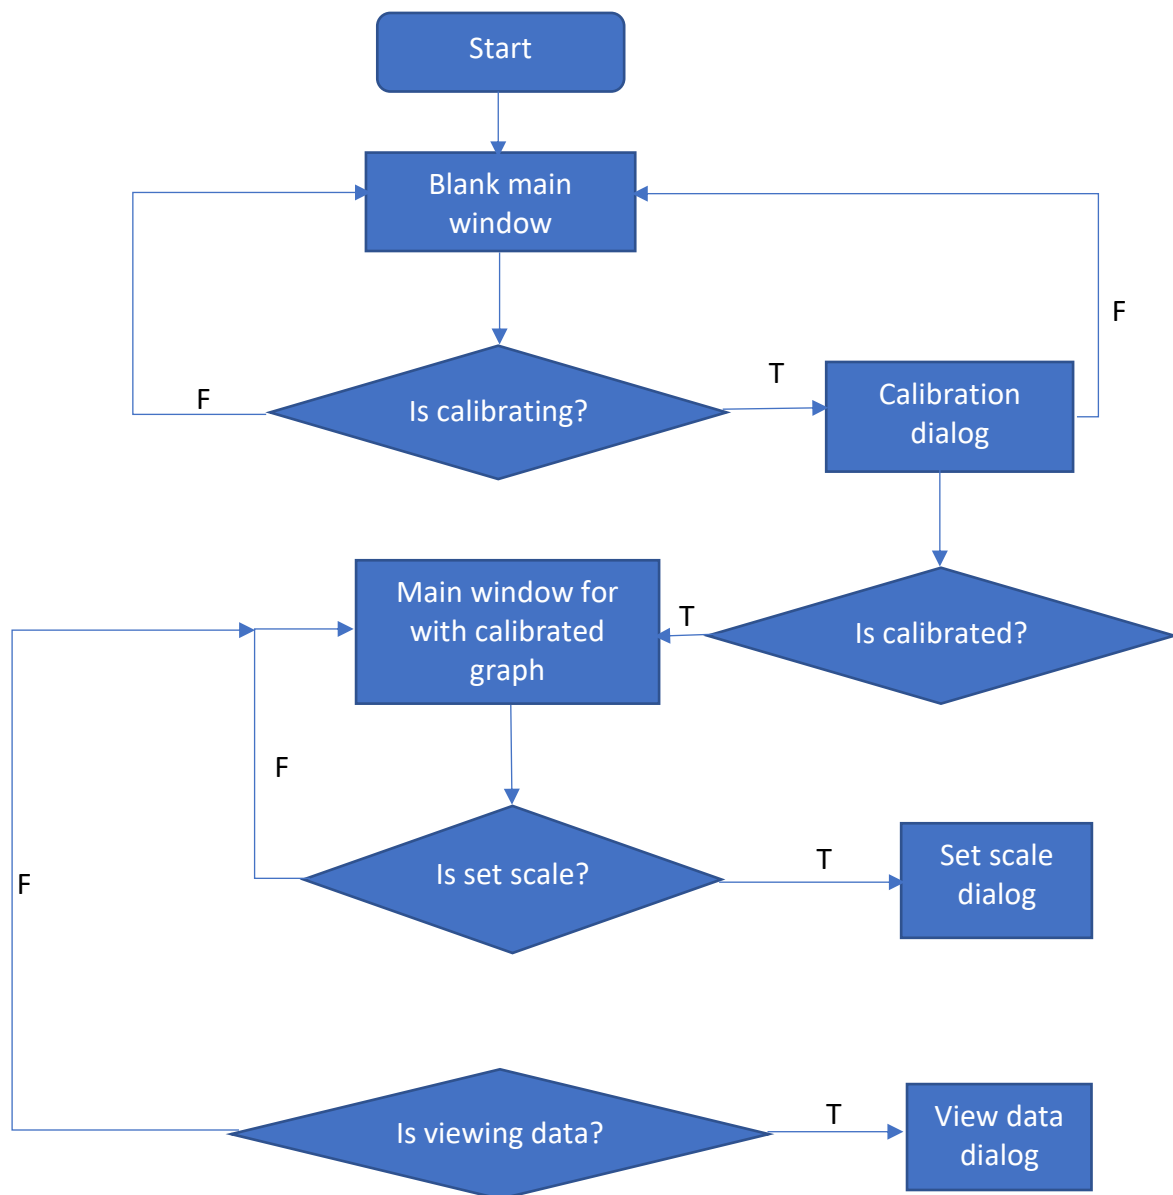 Start
Blank main
window
F
T
Is calibrating?
F
Calibration
dialog
Main window for
with calibrated
graph
T
Is calibrated?
F
Is set scale?
T
Set scale
dialog
F
Is viewing data?
T
View data
dialog